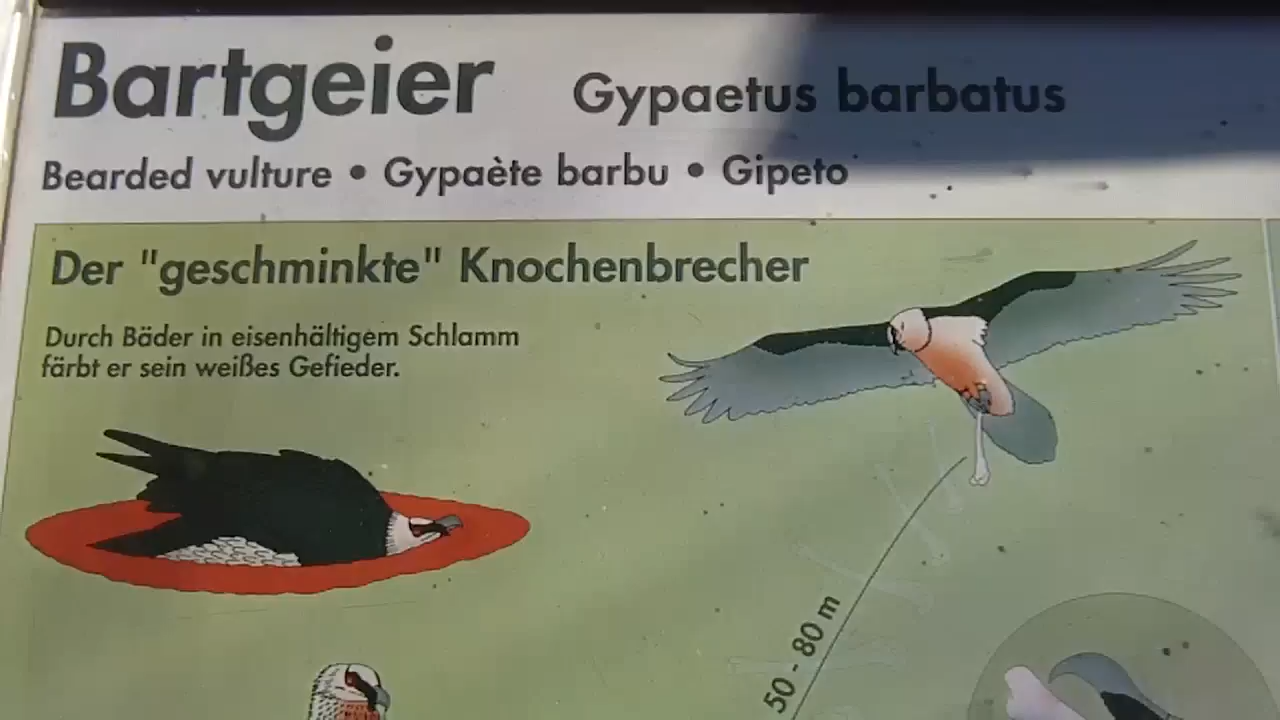 Bartgeier Gypaetus barbatus
Bearded vulture • Gypaète barbu • Gipeto
Der "geschminkte" Knochenbrecher
Durch Bäder in eisenhältigem Schlamm
färbt er sein weißes Gefieder.
50 - 80 m